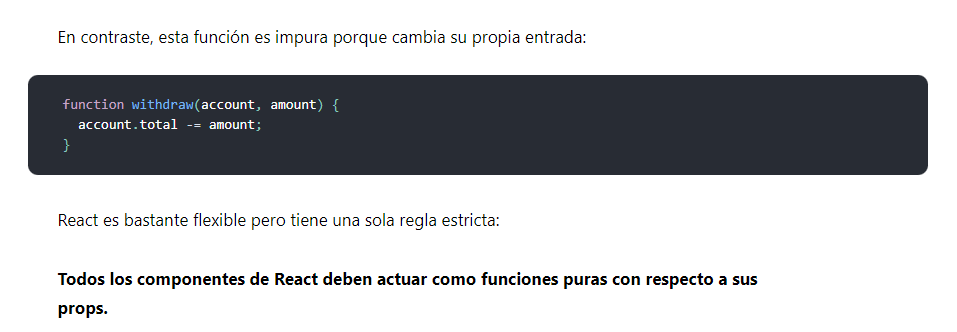 En contraste, esta función es impura porque cambia su propia entrada:
function withdraw(account, amount) {
  account.total -= amount;
}
React es bastante flexible pero tiene una sola regla estricta:
Todos los componentes de React deben actuar como funciones puras con respecto a sus
props.